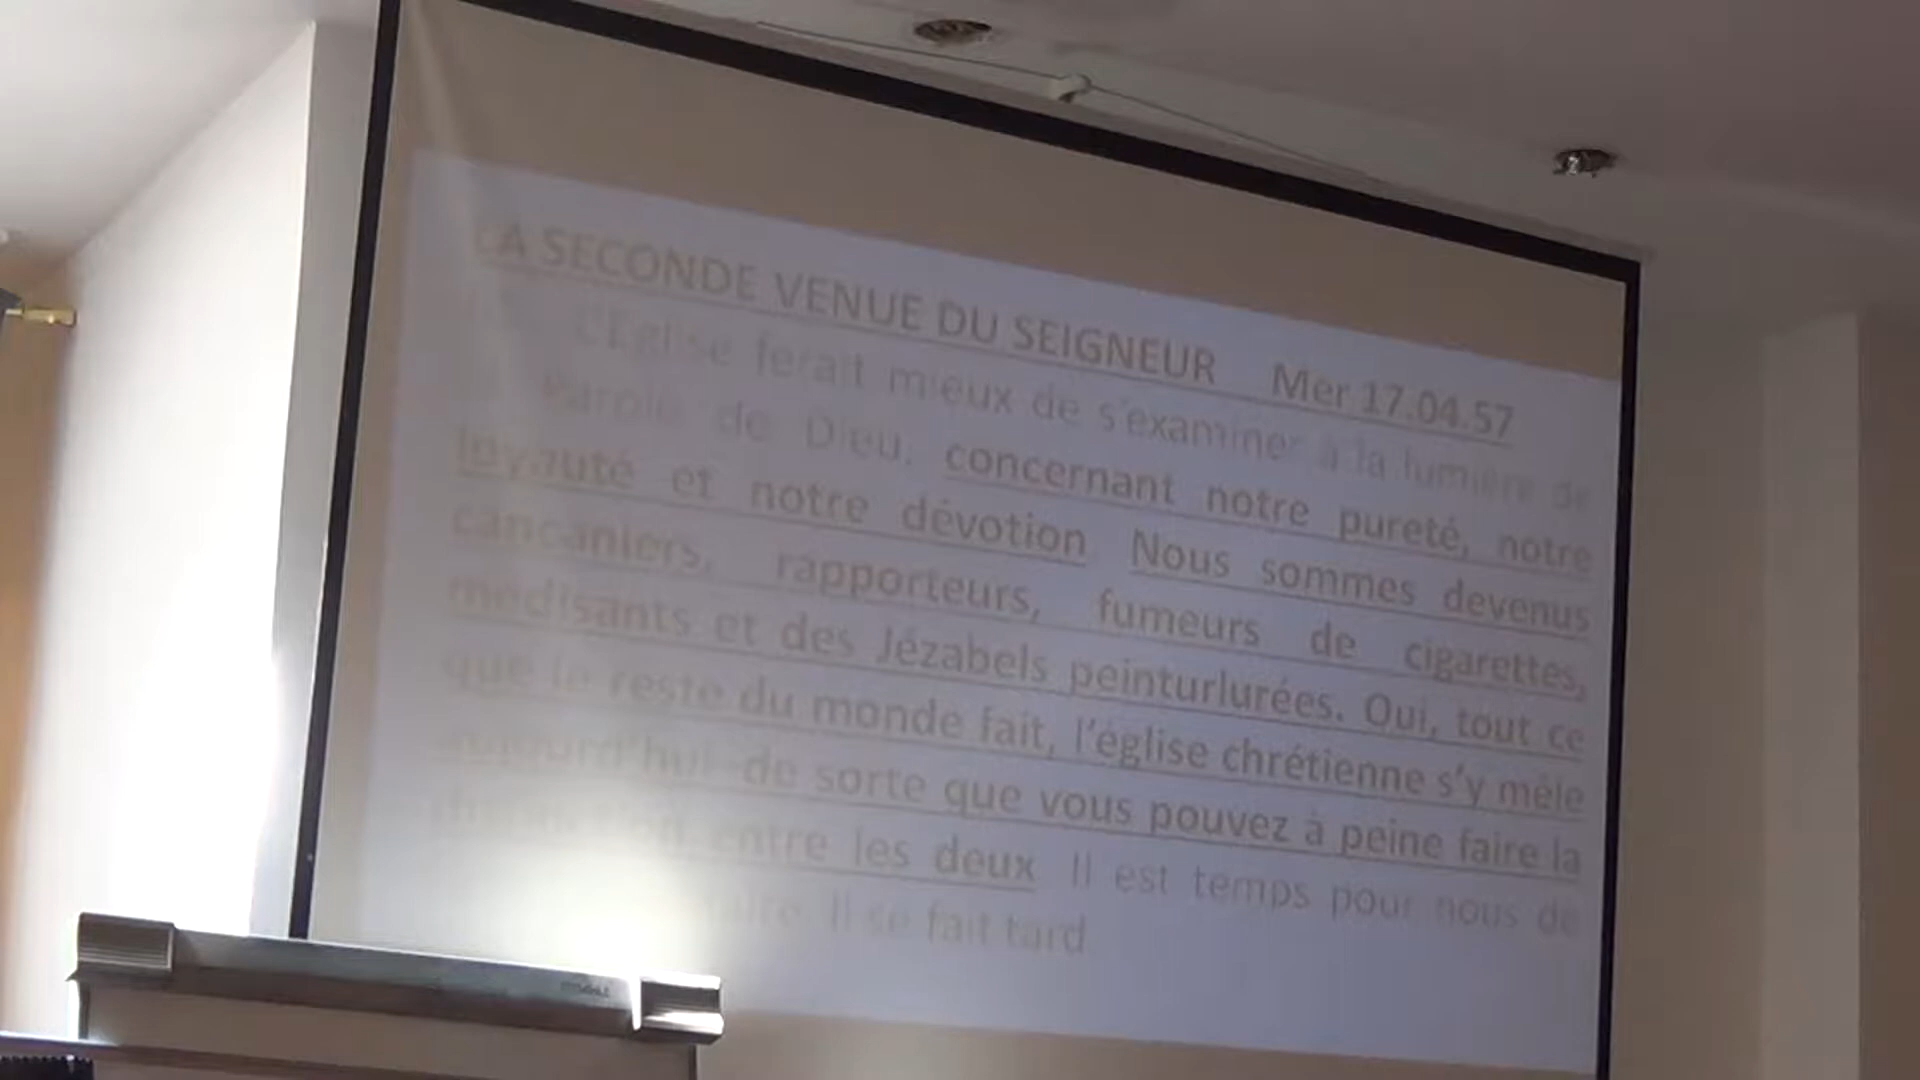 LA SECONDE VENUE DU SEIGNEUR Mer 17.04.57
L'Eglise ferait mieux de s'examiner à la lumière de
Parole de Dieu, concernant notre pureté, notre
loyauté et notre dévotion Nous sommes devenus
cancaniers, rapporteurs, fumeurs de cigarettes,
médisants et des Jézabels peinturlurées. Oui, tout ce
que le reste du monde fait, l'église chrétienne s'y mêle
aujourd'hui de sorte que vous pouvez à peine faire la
distinction entre les deux Il est temps pour nous de
Il se fait tard